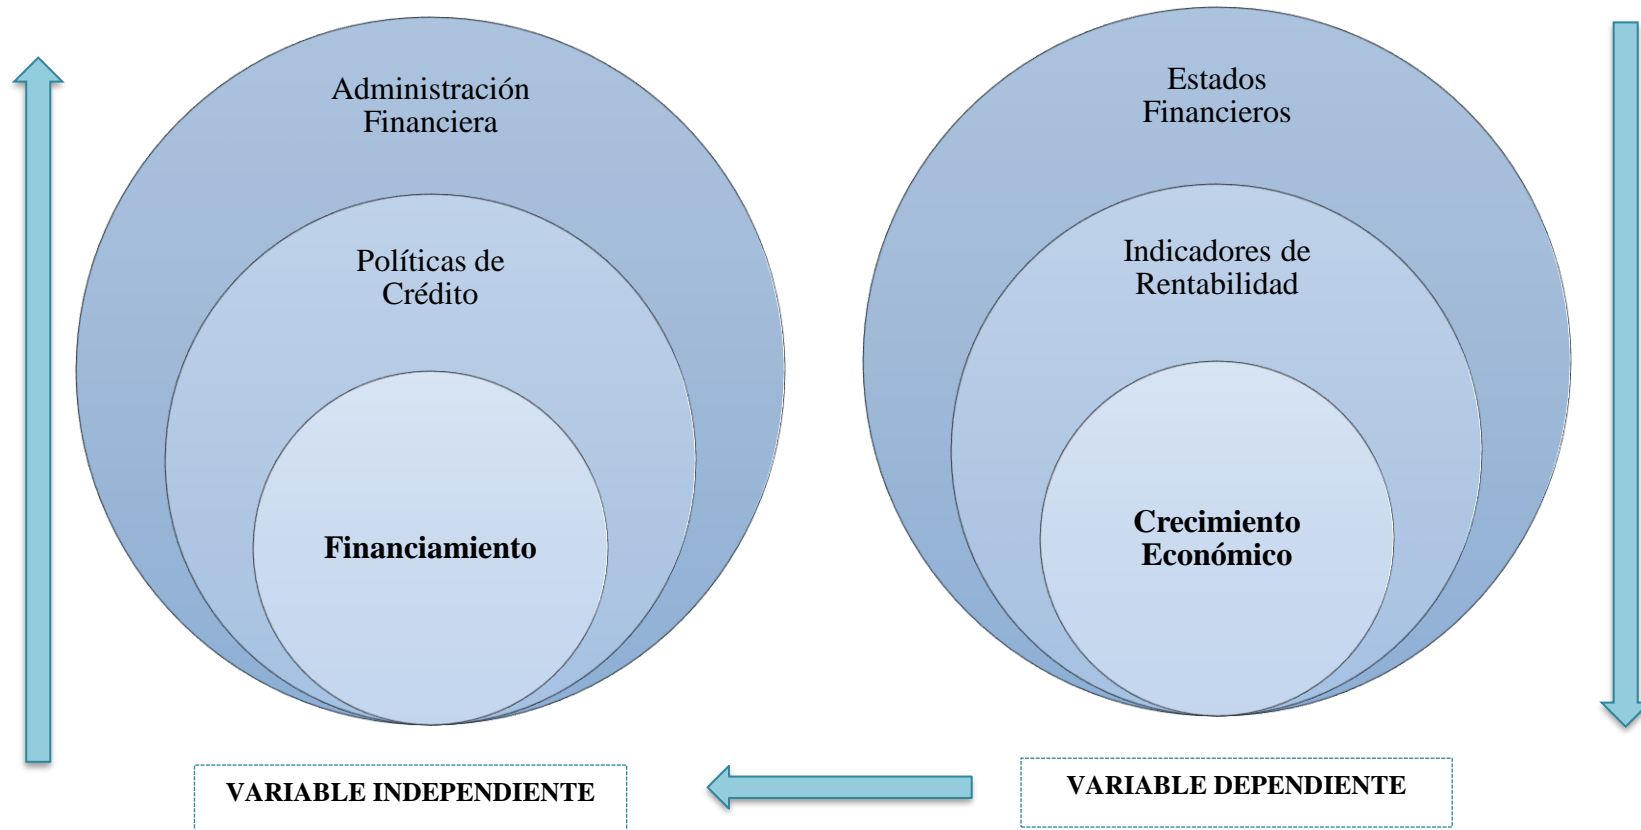 Administración
Financiera
Políticas de
Crédito
Financiamiento
VARIABLE INDEPENDIENTE
Estados
Financieros
Indicadores de
Rentabilidad
Crecimiento
Económico
VARIABLE DEPENDIENTE